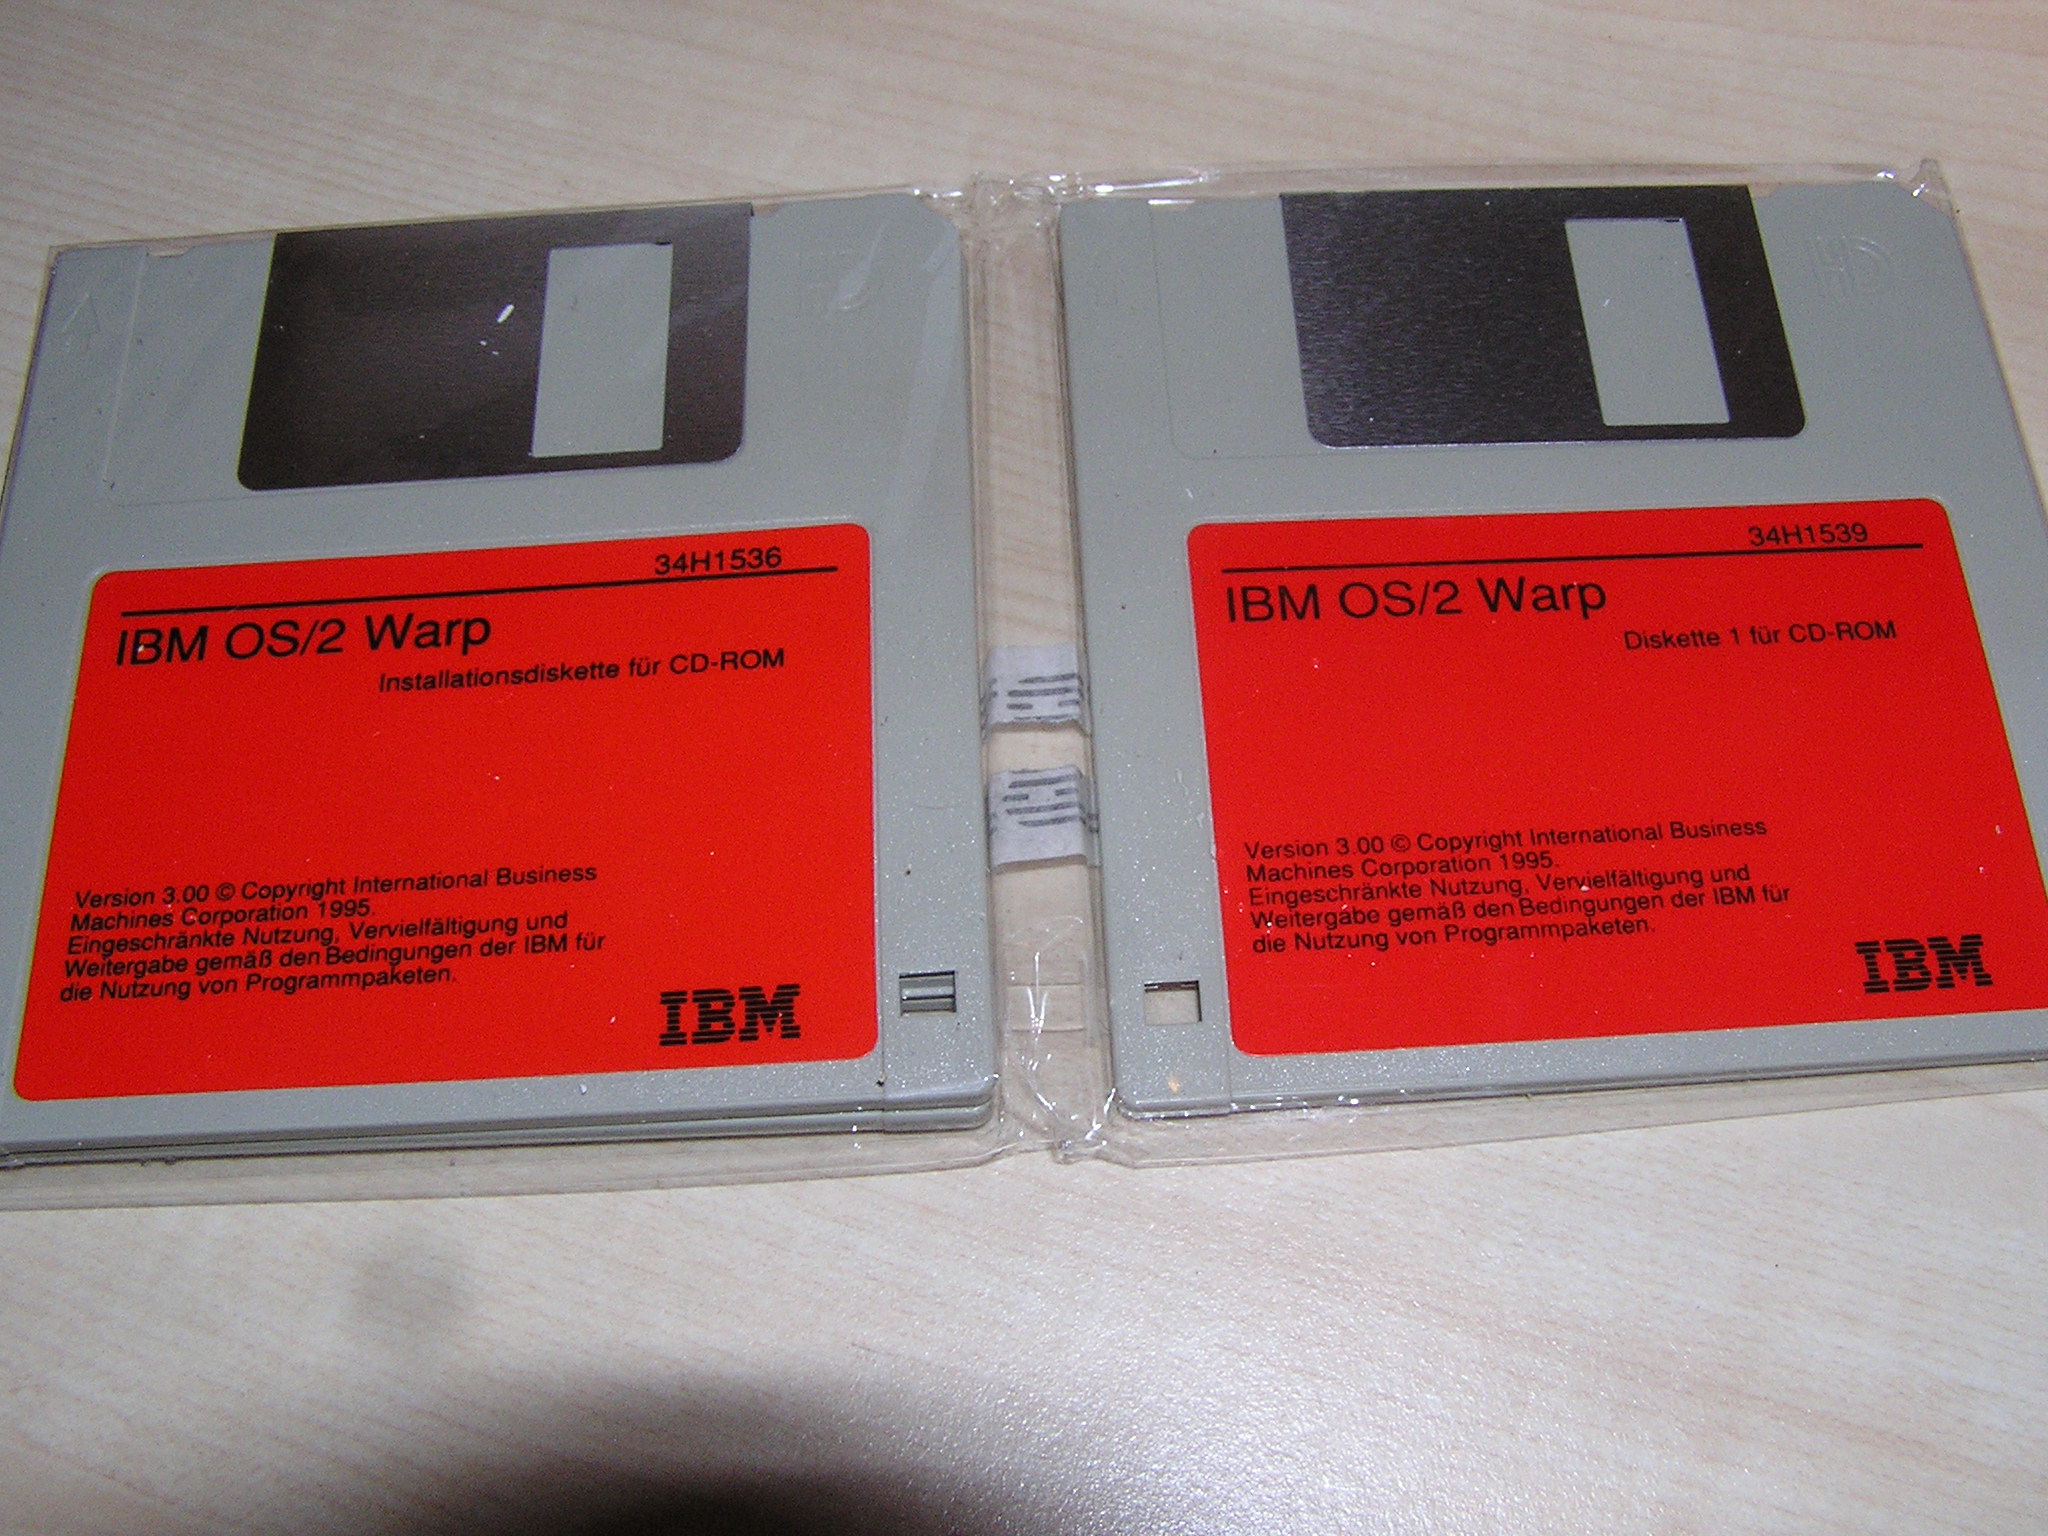 34H1536
IBM OS/2 Warp
Installationsdiskette für CD-ROM
Version 3.00 © Copyright International Business
Machines Corporation 1995.
Eingeschränkte Nutzung, Vervielfältigung und
Weitergabe gemäß den Bedingungen der IBM für
die Nutzung von Programmpaketen.
IBM
HD
34H1539
IBM OS/2 Warp
Diskette 1 für CD-ROM
Version 3.00 © Copyright International Business
Machines Corporation 1995.
Eingeschränkte Nutzung, Vervielfältigung und
Weitergabe gemäß den Bedingungen der IBM für
die Nutzung von Programmpaketen.
IBM